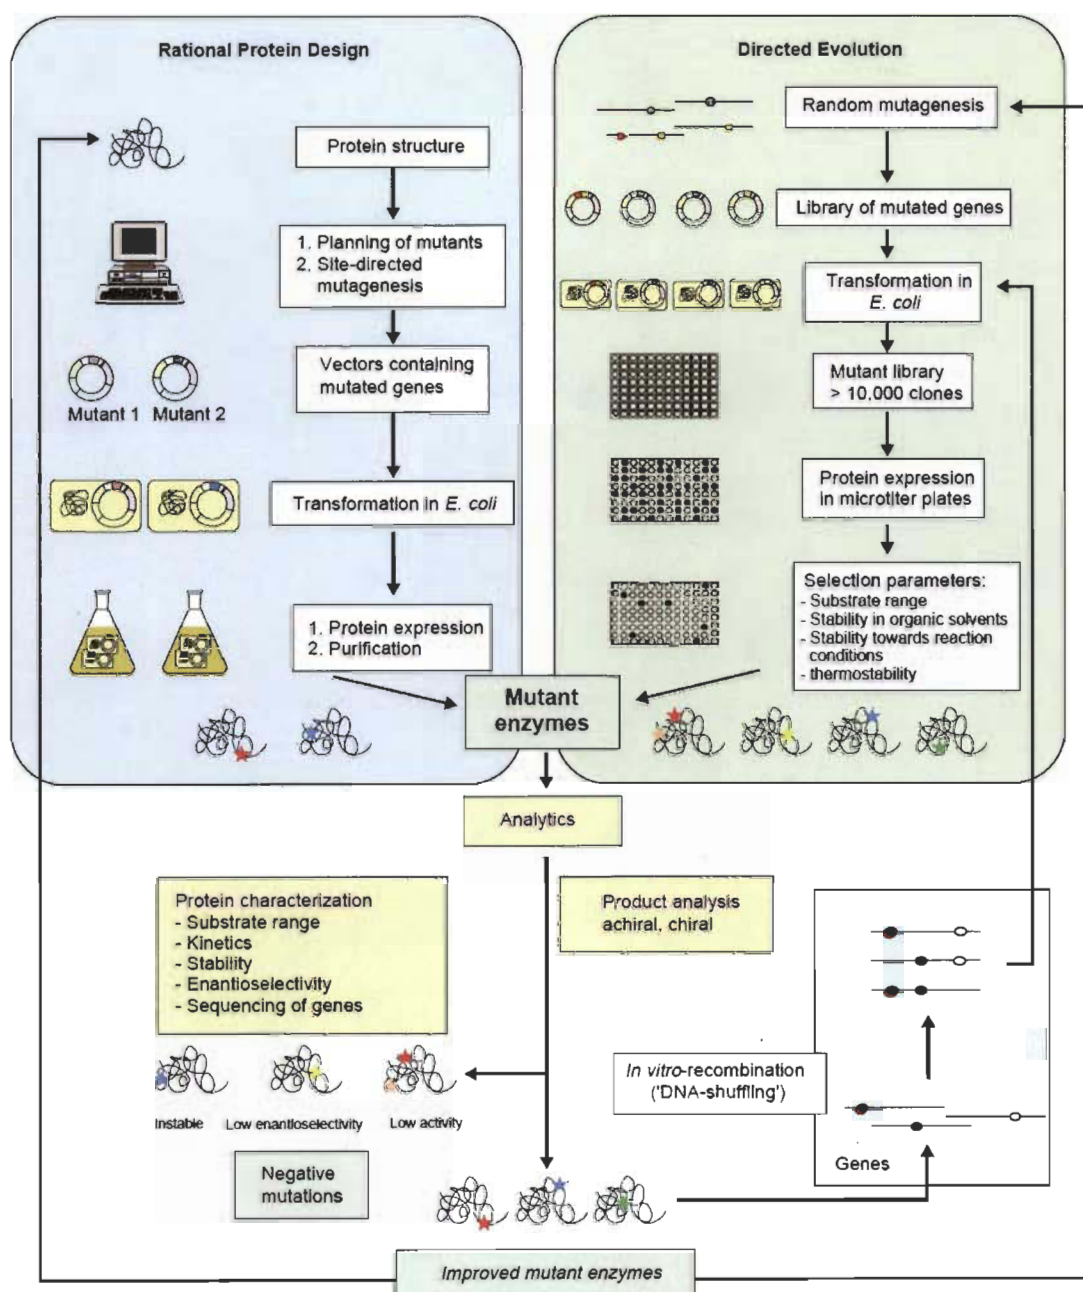 Rational Protein Design
Protein structure
1. Planning of mutants
2. Site-directed
mutagenesis
Vectors containing
mutated genes
Mutant 1 Mutant 2
Transformation in E. coli
1. Protein expression
2. Purification
Directed Evolution
Random mutagenesis
Library of mutated genes
Transformation in
E. coli
Mutant library
> 10,000 clones
Protein expression
in microtiter plates
Selection parameters:
- Substrate range
- Stability in organic solvents
- Stability towards reaction
conditions
- thermostability
Mutant
enzymes
Analytics
Protein characterization
- Substrate range
- Kinetics
- Stability
- Enantioselectivity
- Sequencing of genes
Product analysis
achiral, chiral
Instable Low enantioselectivity Low activity
Negative
mutations
In vitro-recombination
('DNA-shuffling')
Genes
Improved mutant enzymes